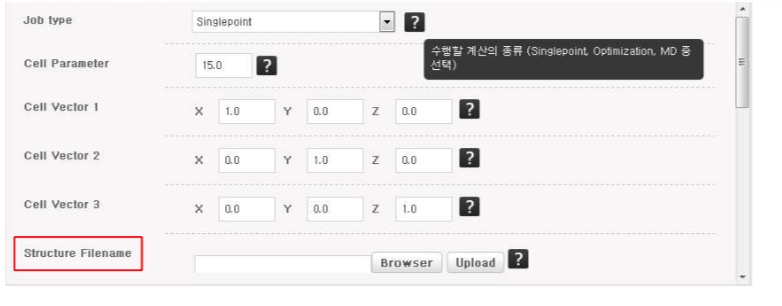 Job type Singlepoint ?
수행할 계산의 종류 (Singlepoint, Optimization, MD 중
선택)
Cell Parameter 15.0 ?
Cell Vector 1 X 1.0 Y 0.0 Z 0.0 ?
Cell Vector 2 X 0.0 Y 1.0 Z 0.0 ?
Cell Vector 3 X 0.0 Y 0.0 Z 1.0 ?
Structure Filename Browser Upload ?